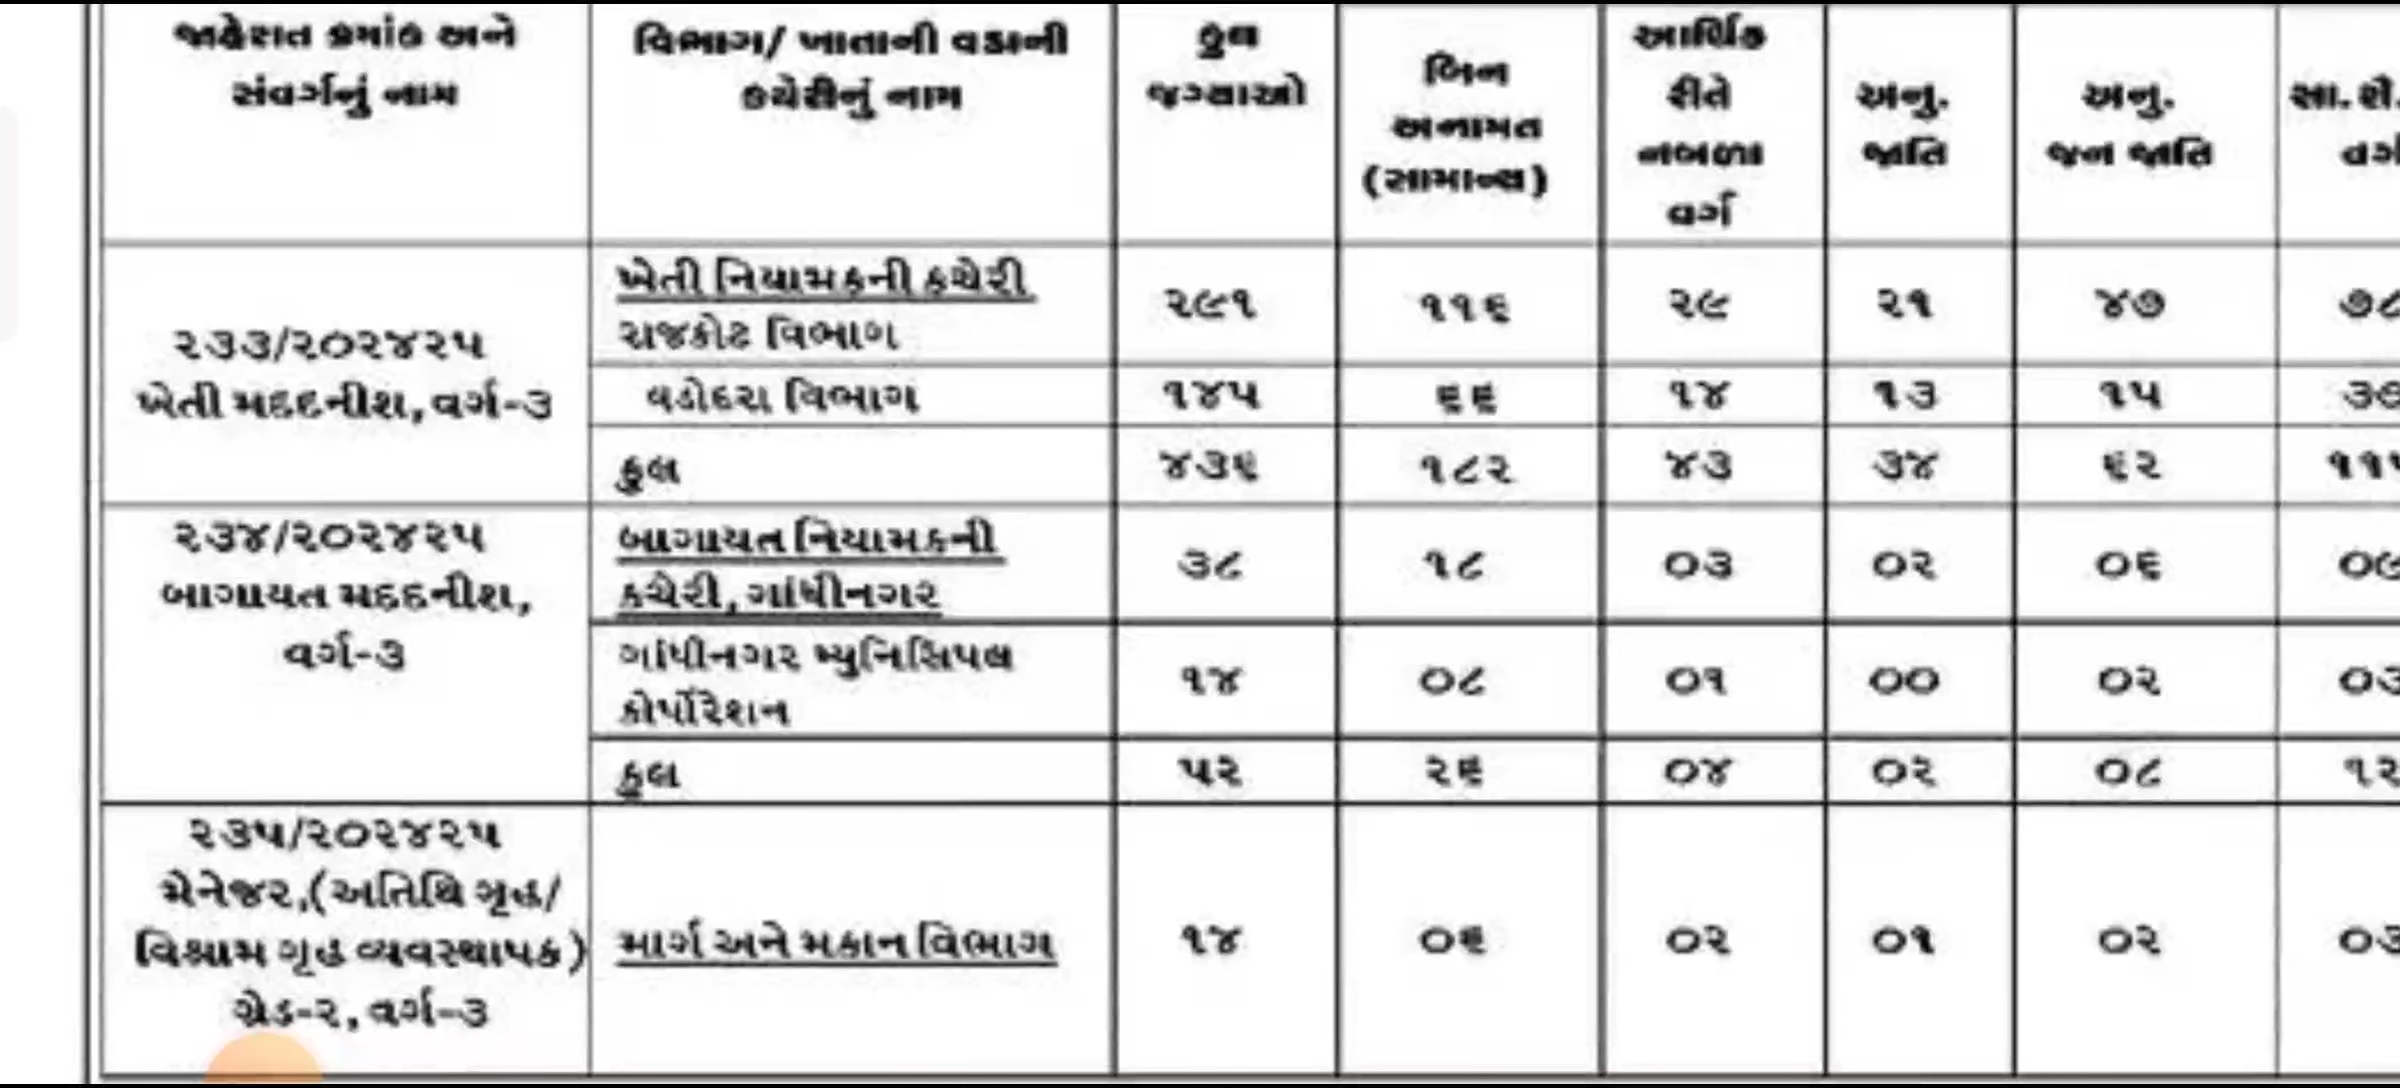 જાહેરાત ક્રમાંક અને
સંવર્ગનું નામ
વિભાગ/ ખાતાની વડાની
કચેરીનું નામ
કુલ
જગ્યાઓ
બિન
અનામત
(સામાન્ય)
આર્થિક
રીતે
નબળા
વર્ગ
અનુ.
જાતિ
અનુ.
જન જાતિ
સા. શૈ.
૨૩૩/૨૦૨૪૨૫
ખેતી મદદનીશ, વર્ગ-૩
ખેતી નિયામકની કચેરી
રાજકોટ વિભાગ
૨૯૧ ૧૧૬ ૨૯ ૨૧ ૪૭ ૭૮
વડોદરા વિભાગ ૧૪૫ ૬૬ ૧૪ ૧૩ ૧૫
કુલ ૪૩૬ ૧૮૨ ૪૩ ૩૪ ૬૨
૨૩૪/૨૦૨૪૨૫
બાગાયત મદદનીશ,
વર્ગ-૩
બાગાયત નિયામકની
કચેરી, ગાંધીનગર
૩૮ ૧૮ ૦૩ ૦૨ ૦૬
ગાંધીનગર મ્યુનિસિપલ
કોર્પોરેશન
૧૪ ૦૮ ૦૧ ૦૦ ૦૨ ૦૩
કુલ ૫૨ ૨૬ ૦૪ ૦૨ ૦૮ ૧૨
૨૩૫/૨૦૨૪૨૫
મેનેજર,(અતિથિ ગૃહ/
વિશ્રામ ગૃહ વ્યવસ્થાપક)
ગ્રેડ-૨, વર્ગ-૩
માર્ગ અને મકાન વિભાગ
૧૪ ૦૬ ૦૨ ૦૧ ૦૨ ૦૩